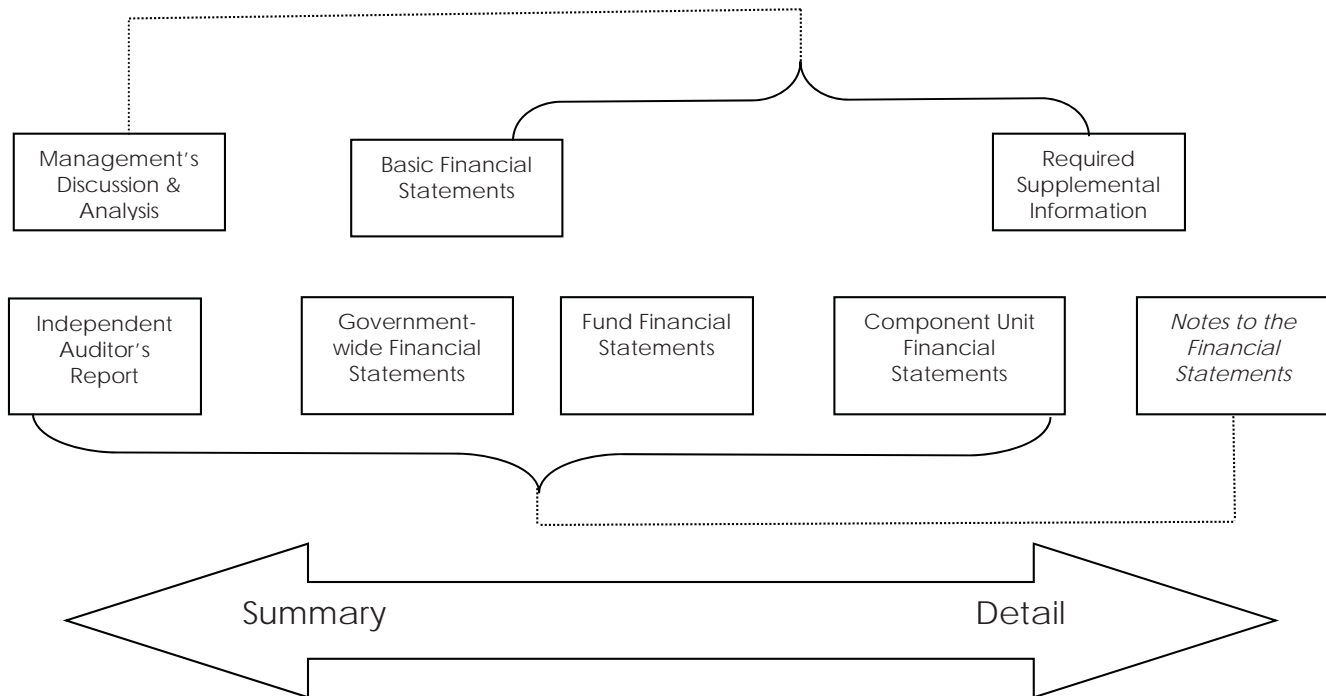 Management's
Discussion &
Analysis
Basic Financial
Statements
Required
Supplemental
Information
Independent
Auditor's
Report
Government-
wide Financial
Statements
Fund Financial
Statements
Component Unit
Financial
Statements
Notes to the
Financial
Statements
Summary
Detail